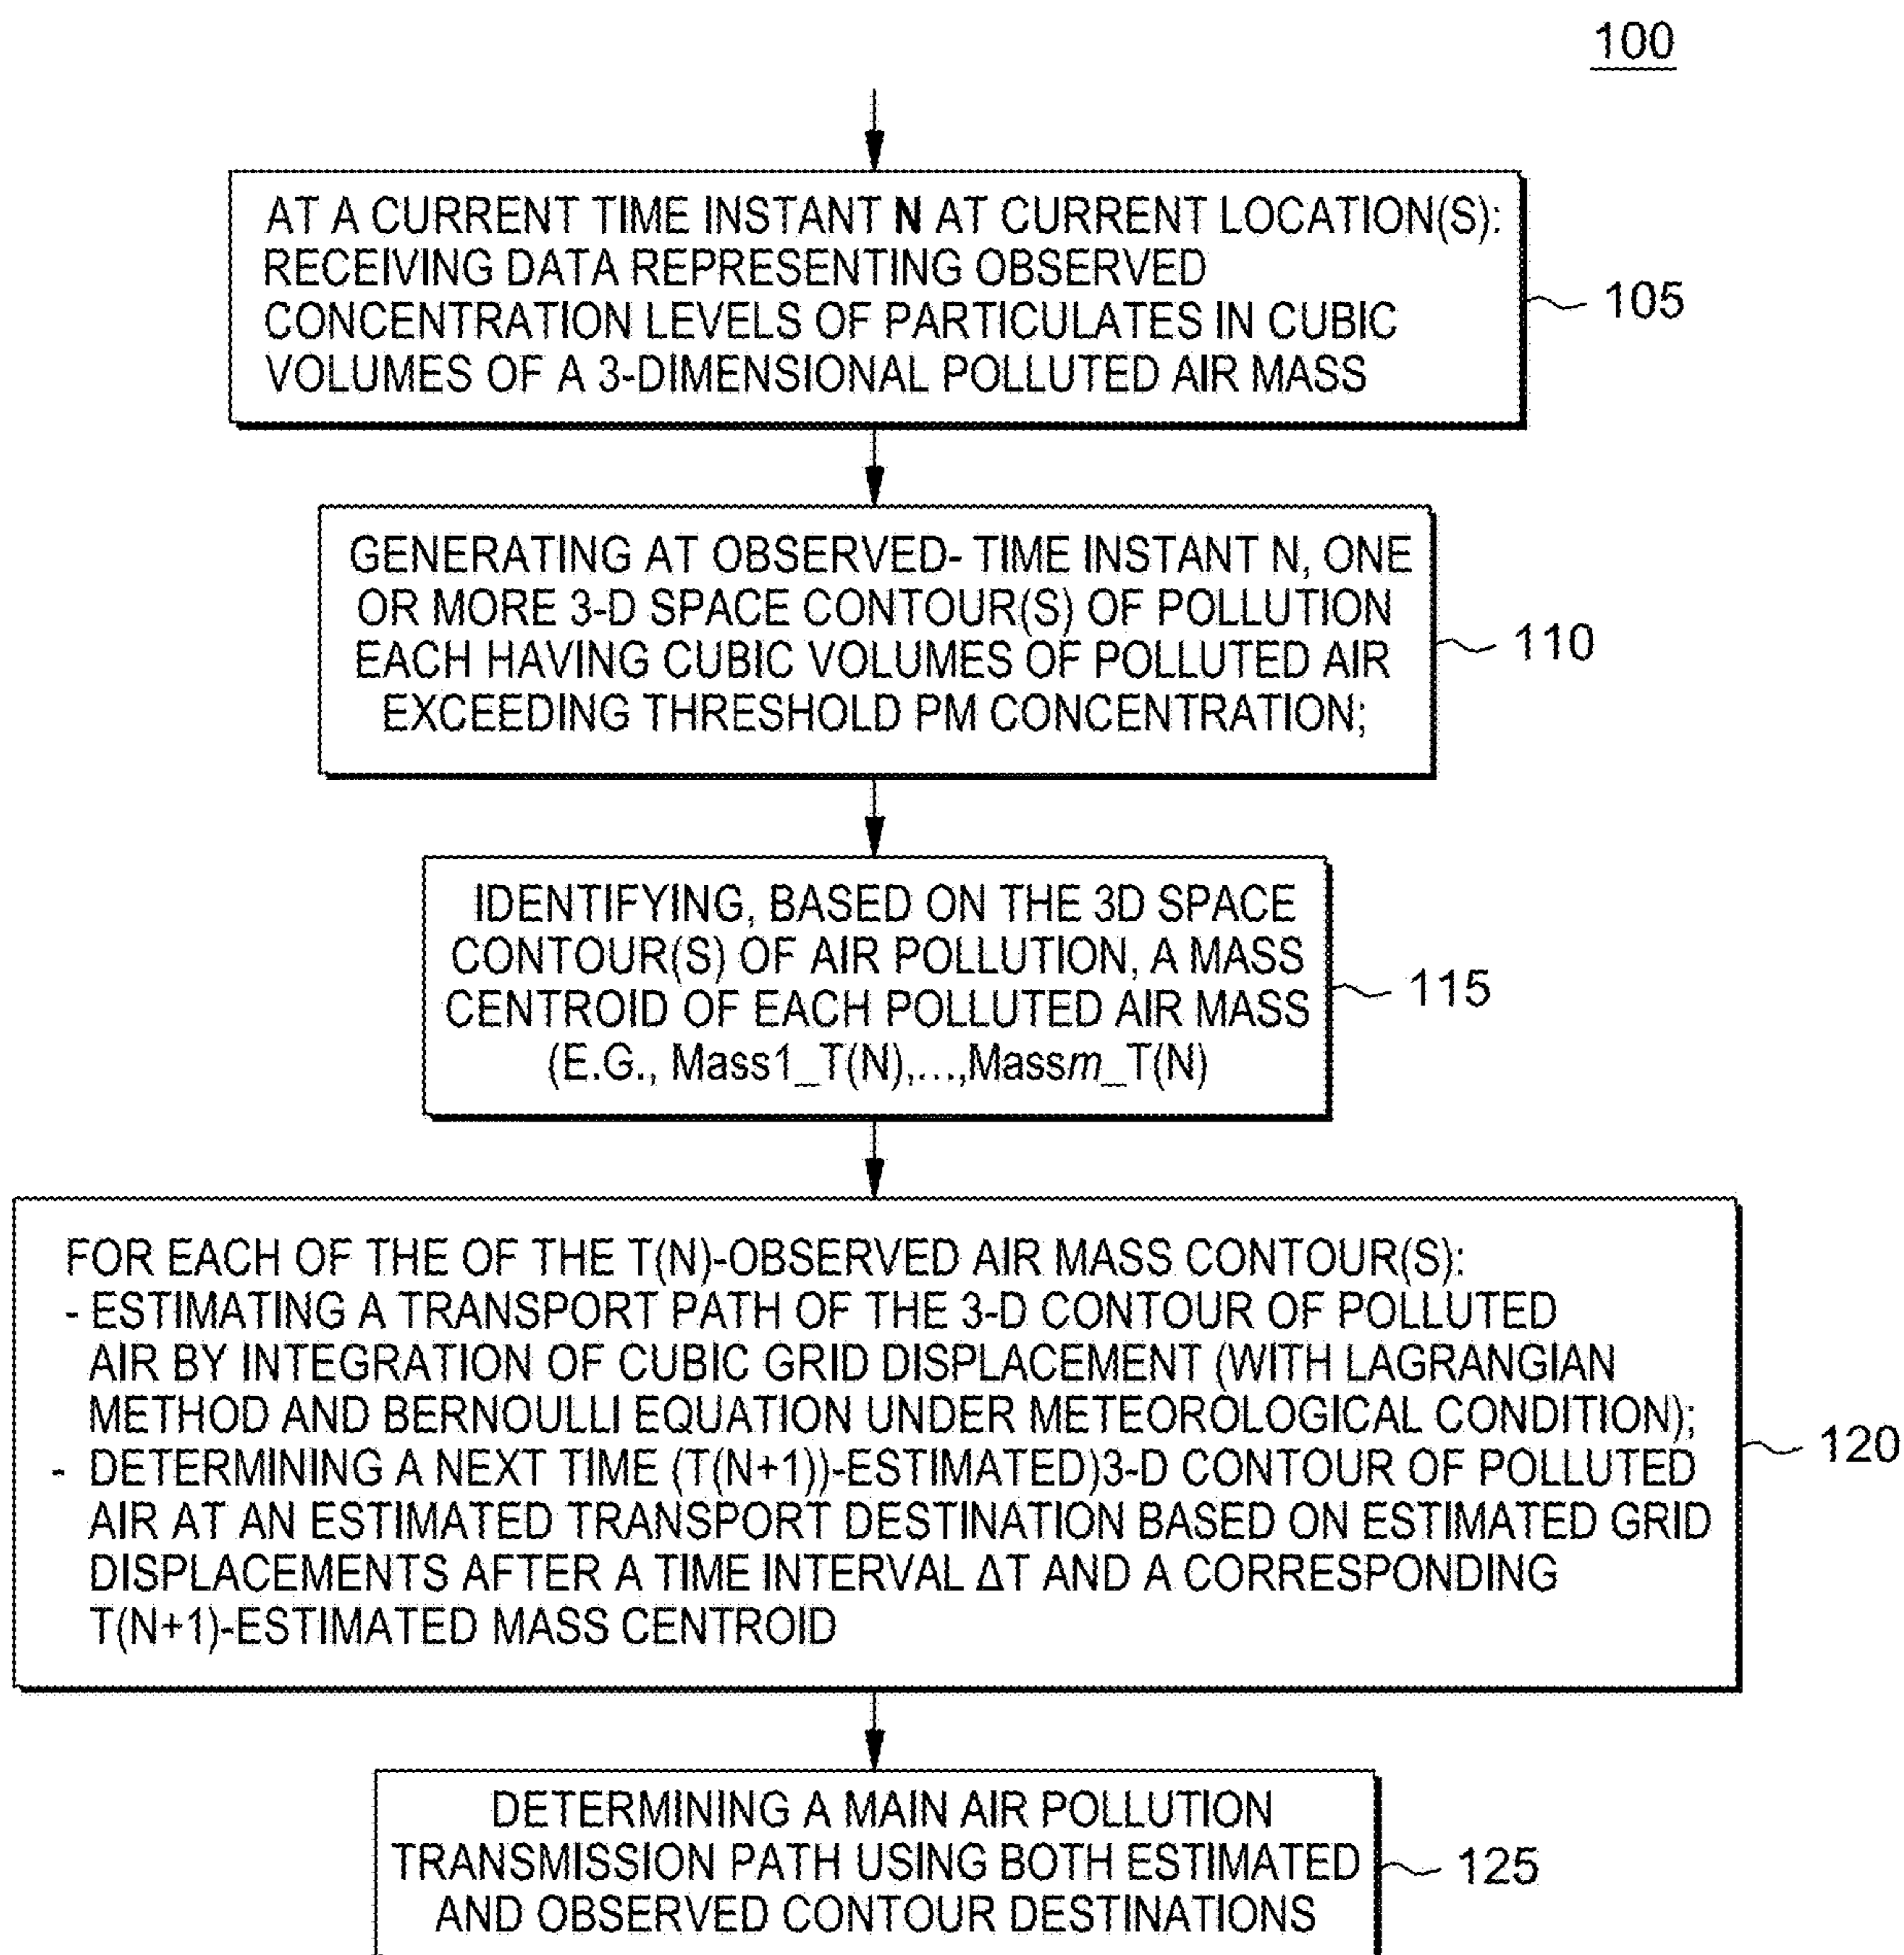 100
AT A CURRENT TIME INSTANT N AT CURRENT LOCATION(S):
RECEIVING DATA REPRESENTING OBSERVED
CONCENTRATION LEVELS OF PARTICULATES IN CUBIC
VOLUMES OF A 3-DIMENSIONAL POLLUTED AIR MASS
105
GENERATING AT OBSERVED- TIME INSTANT N, ONE
OR MORE 3-D SPACE CONTOUR(S) OF POLLUTION
EACH HAVING CUBIC VOLUMES OF POLLUTED AIR
EXCEEDING THRESHOLD PM CONCENTRATION;
110
IDENTIFYING, BASED ON THE 3D SPACE
CONTOUR(S) OF AIR POLLUTION, A MASS
CENTROID OF EACH POLLUTED AIR MASS
(E.G., Mass1_T(N),...,Massm_T(N)
115
FOR EACH OF THE OF THE T(N)-OBSERVED AIR MASS CONTOUR(S):
- ESTIMATING A TRANSPORT PATH OF THE 3-D CONTOUR OF POLLUTED
AIR BY INTEGRATION OF CUBIC GRID DISPLACEMENT (WITH LAGRANGIAN
METHOD AND BERNOULLI EQUATION UNDER METEOROLOGICAL CONDITION);
- DETERMINING A NEXT TIME (T(N+1))-ESTIMATED)3-D CONTOUR OF POLLUTED
AIR AT AN ESTIMATED TRANSPORT DESTINATION BASED ON ESTIMATED GRID
DISPLACEMENTS AFTER A TIME INTERVAL ΔT AND A CORRESPONDING
T(N+1)-ESTIMATED MASS CENTROID
120
DETERMINING A MAIN AIR POLLUTION
TRANSMISSION PATH USING BOTH ESTIMATED
AND OBSERVED CONTOUR DESTINATIONS
125